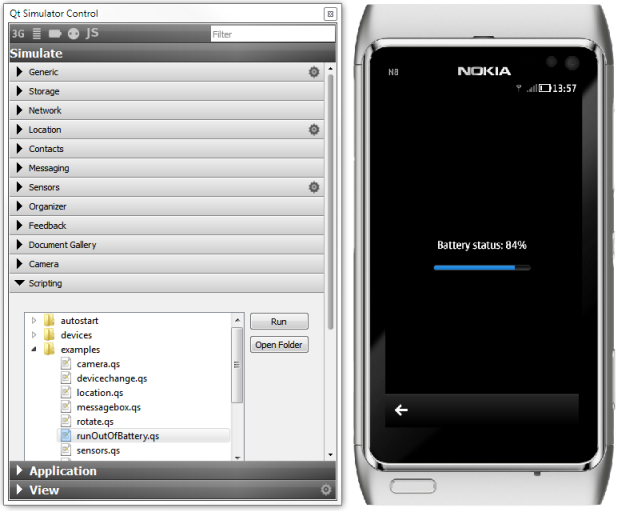 Qt Simulator Control
3G JS Filter
Simulate
Generic
Storage
Network
Location
Contacts
Messaging
Sensors
Organizer
Feedback
Document Gallery
Camera
Scripting
autostart
devices
examples
camera.qs
devicechange.qs
location.qs
messagebox.qs
rotate.qs
runOutOfBattery.qs
sensors.qs
Run
Open Folder
Application
View
N8
NOKIA
13:57
Battery status: 84%